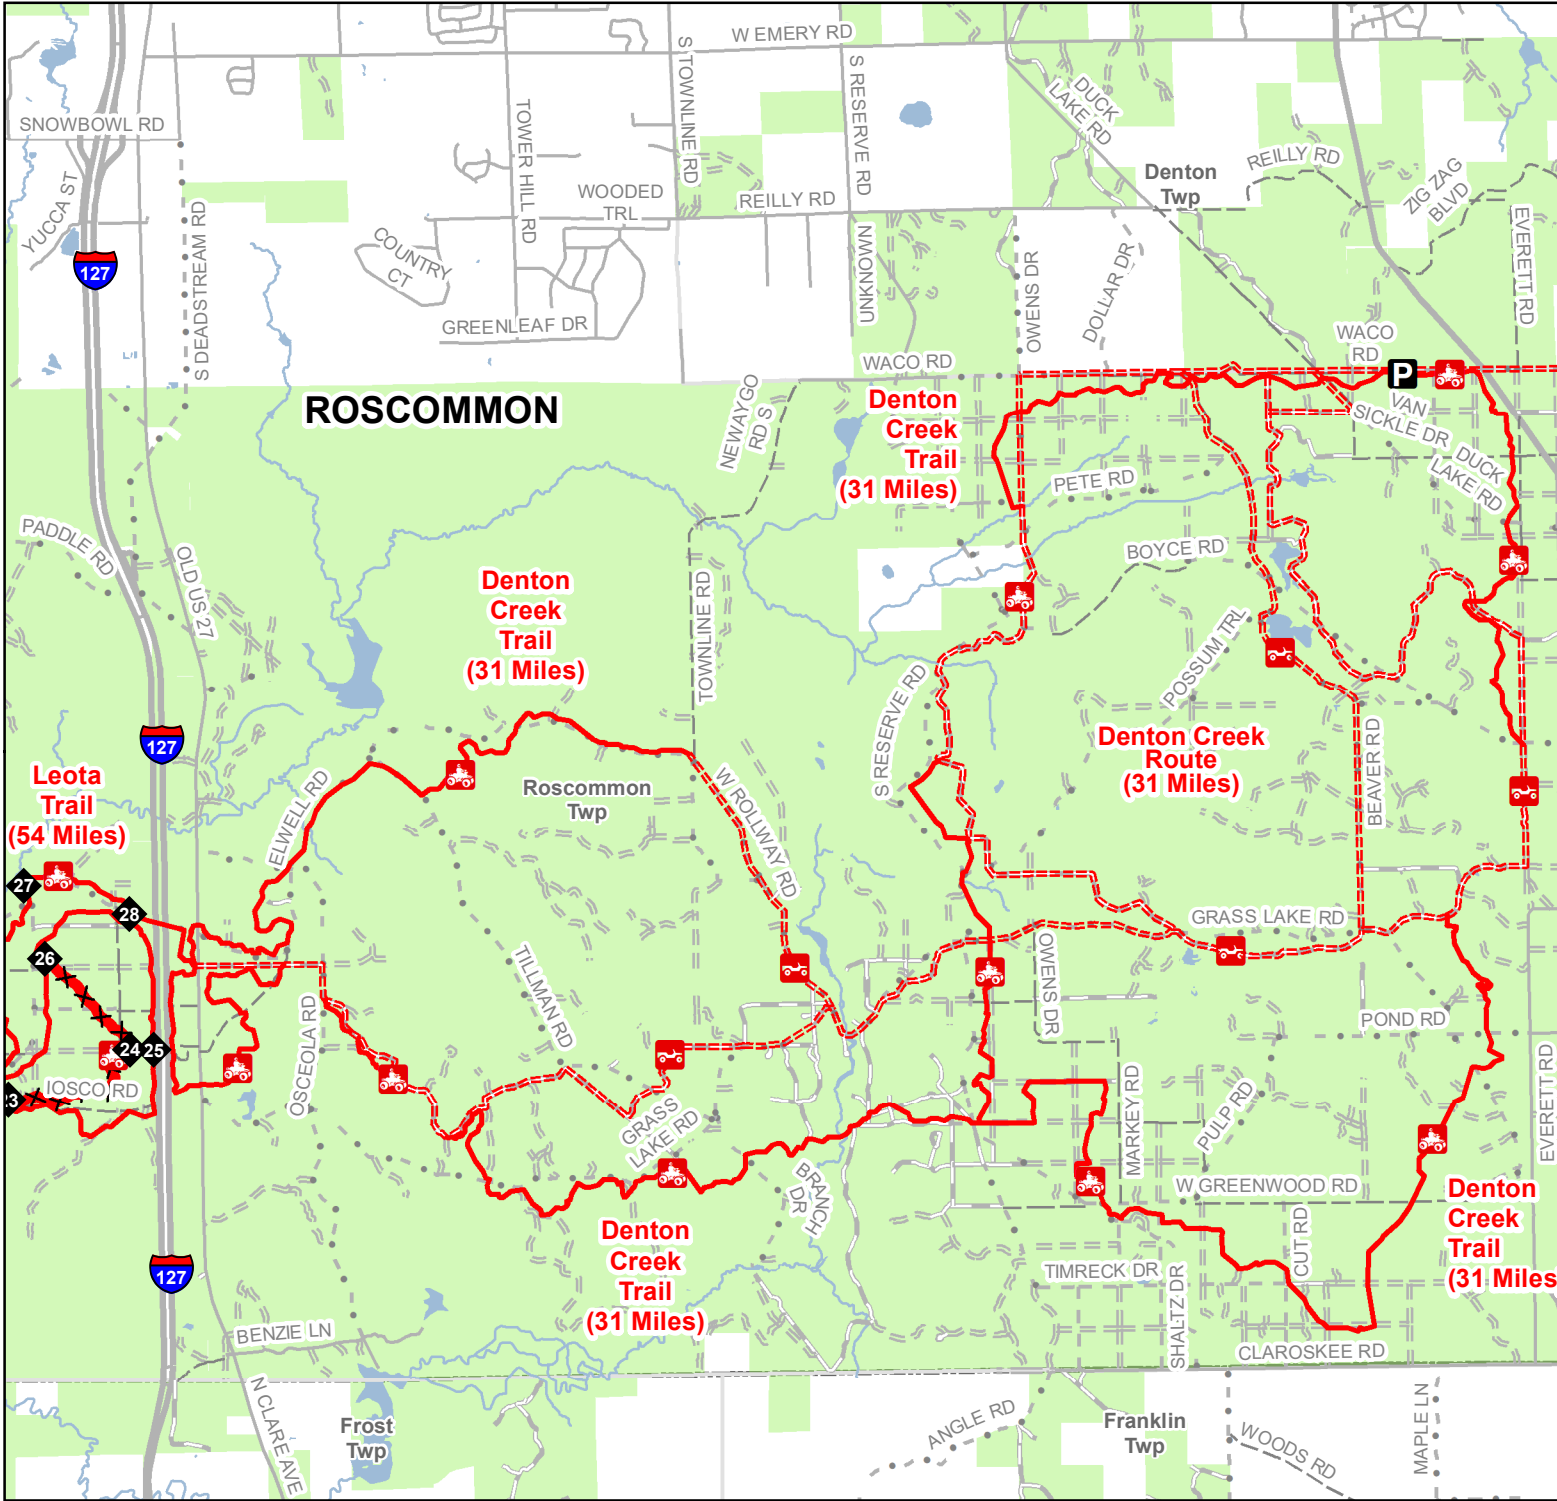 W EMERY RD
S TOWNLINE RD
S RESERVE RD
DUCK
LAKE RD
SNOWBOWL RD
TOWER HILL RD
Denton
Twp
REILLY RD
ZIG ZAG
BLVD
YUCCA ST
S DEADSTREAM RD
WOODED
TRL
REILLY RD
EVERETT RD
COUNTRY
CT
127
UNKNOWN
OWENS DR
DOLLAR DR
GREENLEAF DR
WACO
RD
WACO RD
P
ROSCOMMON
NEWAYGO
RD S
Denton
Creek
Trail
(31 Miles)
VAN
SICKLE DR
DUCK
LAKE RD
PETE RD
PADDLE RD
OLD US 27
BOYCE RD
Denton
Creek
Trail
(31 Miles)
TOWNLINE RD
POSSUM TRL
S RESERVE RD
127
Denton Creek
Route
(31 Miles)
BEAVER RD
Leota
Trail
(54 Miles)
ELWELL RD
Roscommon
Twp
W ROLLWAY RD
27
28
GRASS LAKE RD
26
TILLMAN RD
OWENS DR
OSCEOLA RD
POND RD
24
25
IOSCO RD
3
MARKEY RD
PULP RD
EVERETT RD
GRASS
LAKE RD
BRANCH
DR
W GREENWOOD RD
Denton
Creek
Trail
(31 Miles
Denton
Creek
Trail
(31 Miles)
CUT RD
127
TIMRECK DR
SHALTZ DR
BENZIE LN
CLAROSKEE RD
N CLARE AVE
Frost
Twp
ANGLE RD
Franklin
Twp
WOODS RD
MAPLE LN